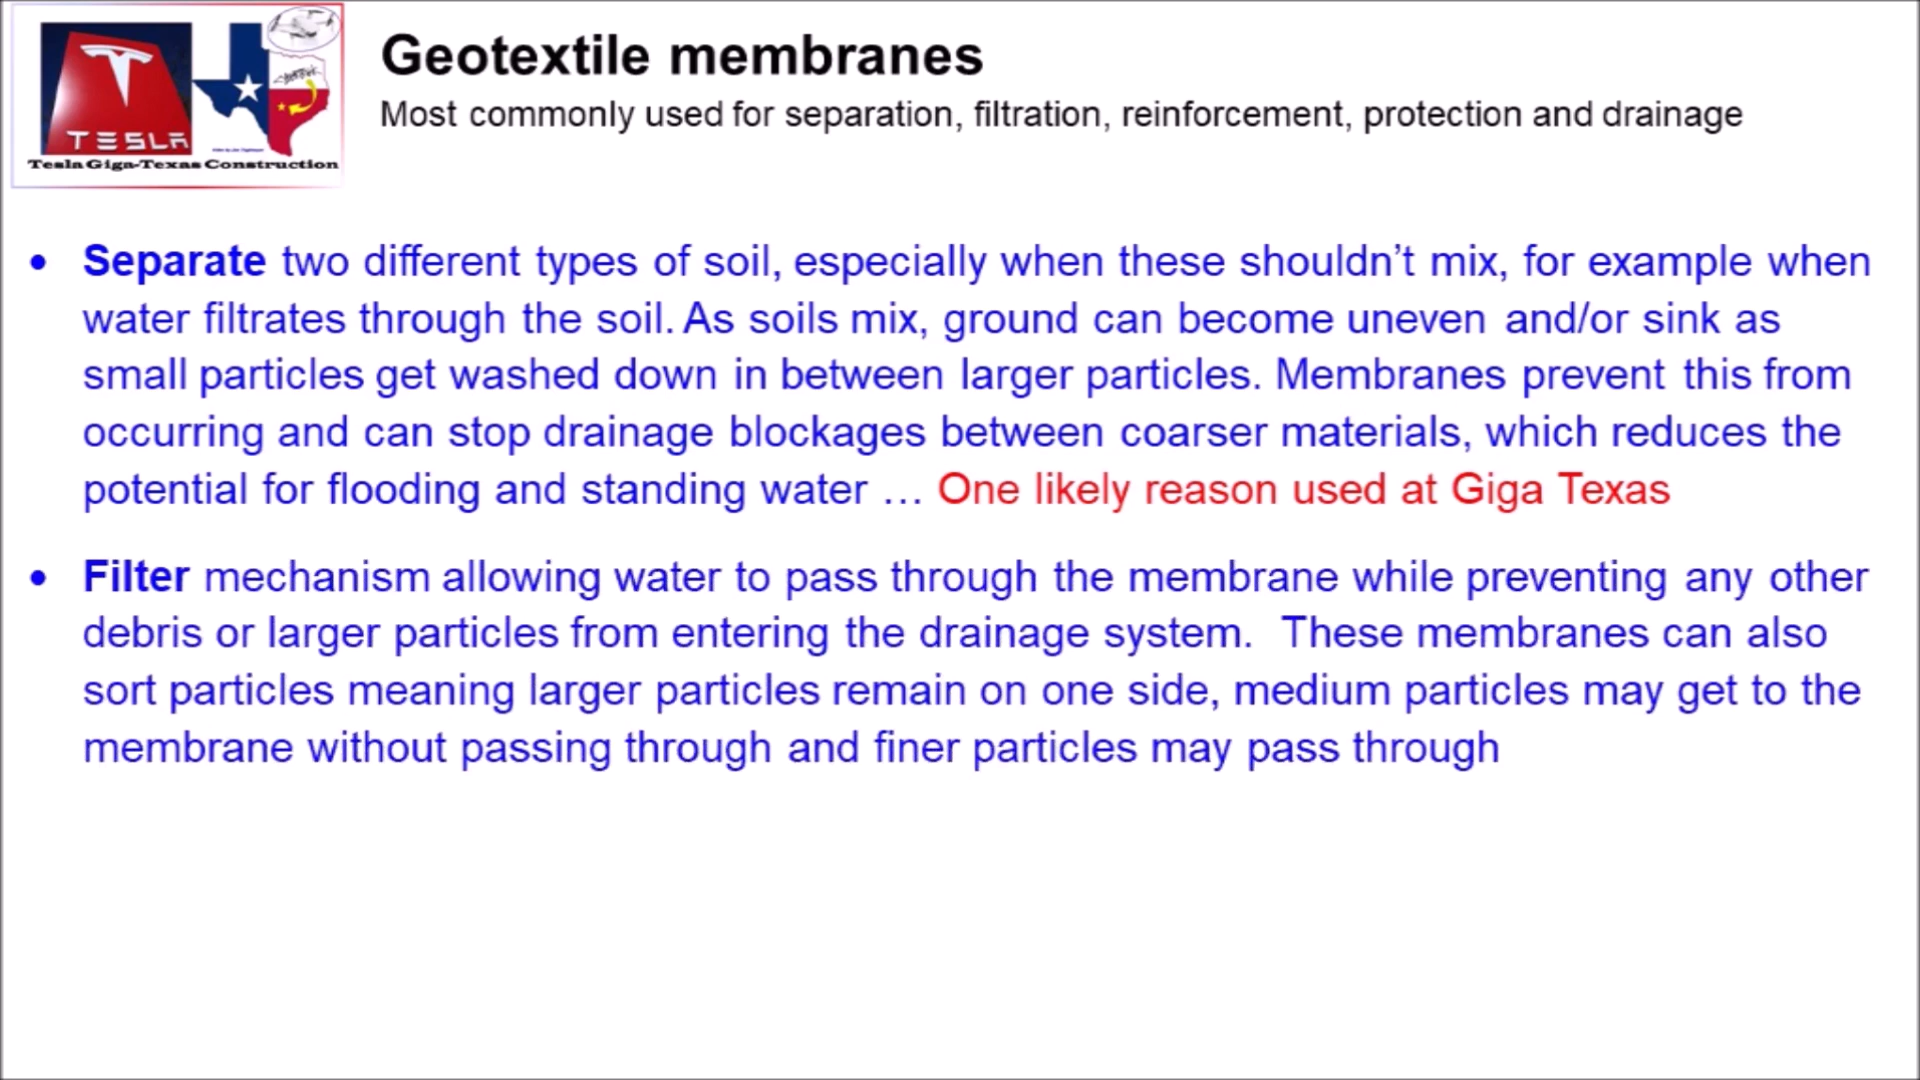 TESLA
Tesla Giga-Texas Construction
Geotextile membranes
Most commonly used for separation, filtration, reinforcement, protection and drainage
• Separate two different types of soil, especially when these shouldn’t mix, for example when
water filtrates through the soil. As soils mix, ground can become uneven and/or sink as
small particles get washed down in between larger particles. Membranes prevent this from
occurring and can stop drainage blockages between coarser materials, which reduces the
potential for flooding and standing water … One likely reason used at Giga Texas
• Filter mechanism allowing water to pass through the membrane while preventing any other
debris or larger particles from entering the drainage system.  These membranes can also
sort particles meaning larger particles remain on one side, medium particles may get to the
membrane without passing through and finer particles may pass through